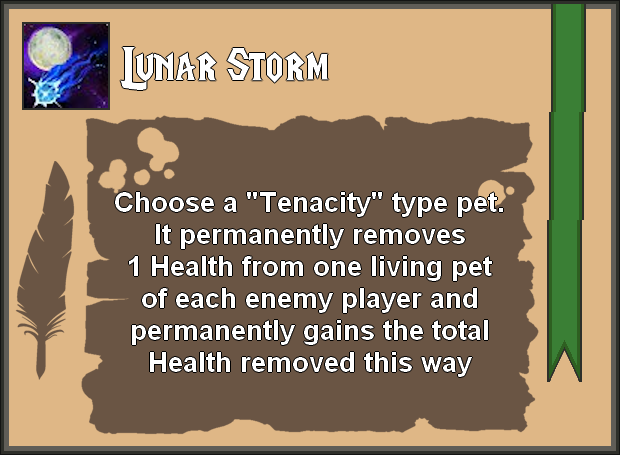 Lunar Storm
Choose a "Tenacity" type pet.
It permanently removes
1 Health from one living pet
of each enemy player and
permanently gains the total
Health removed this way